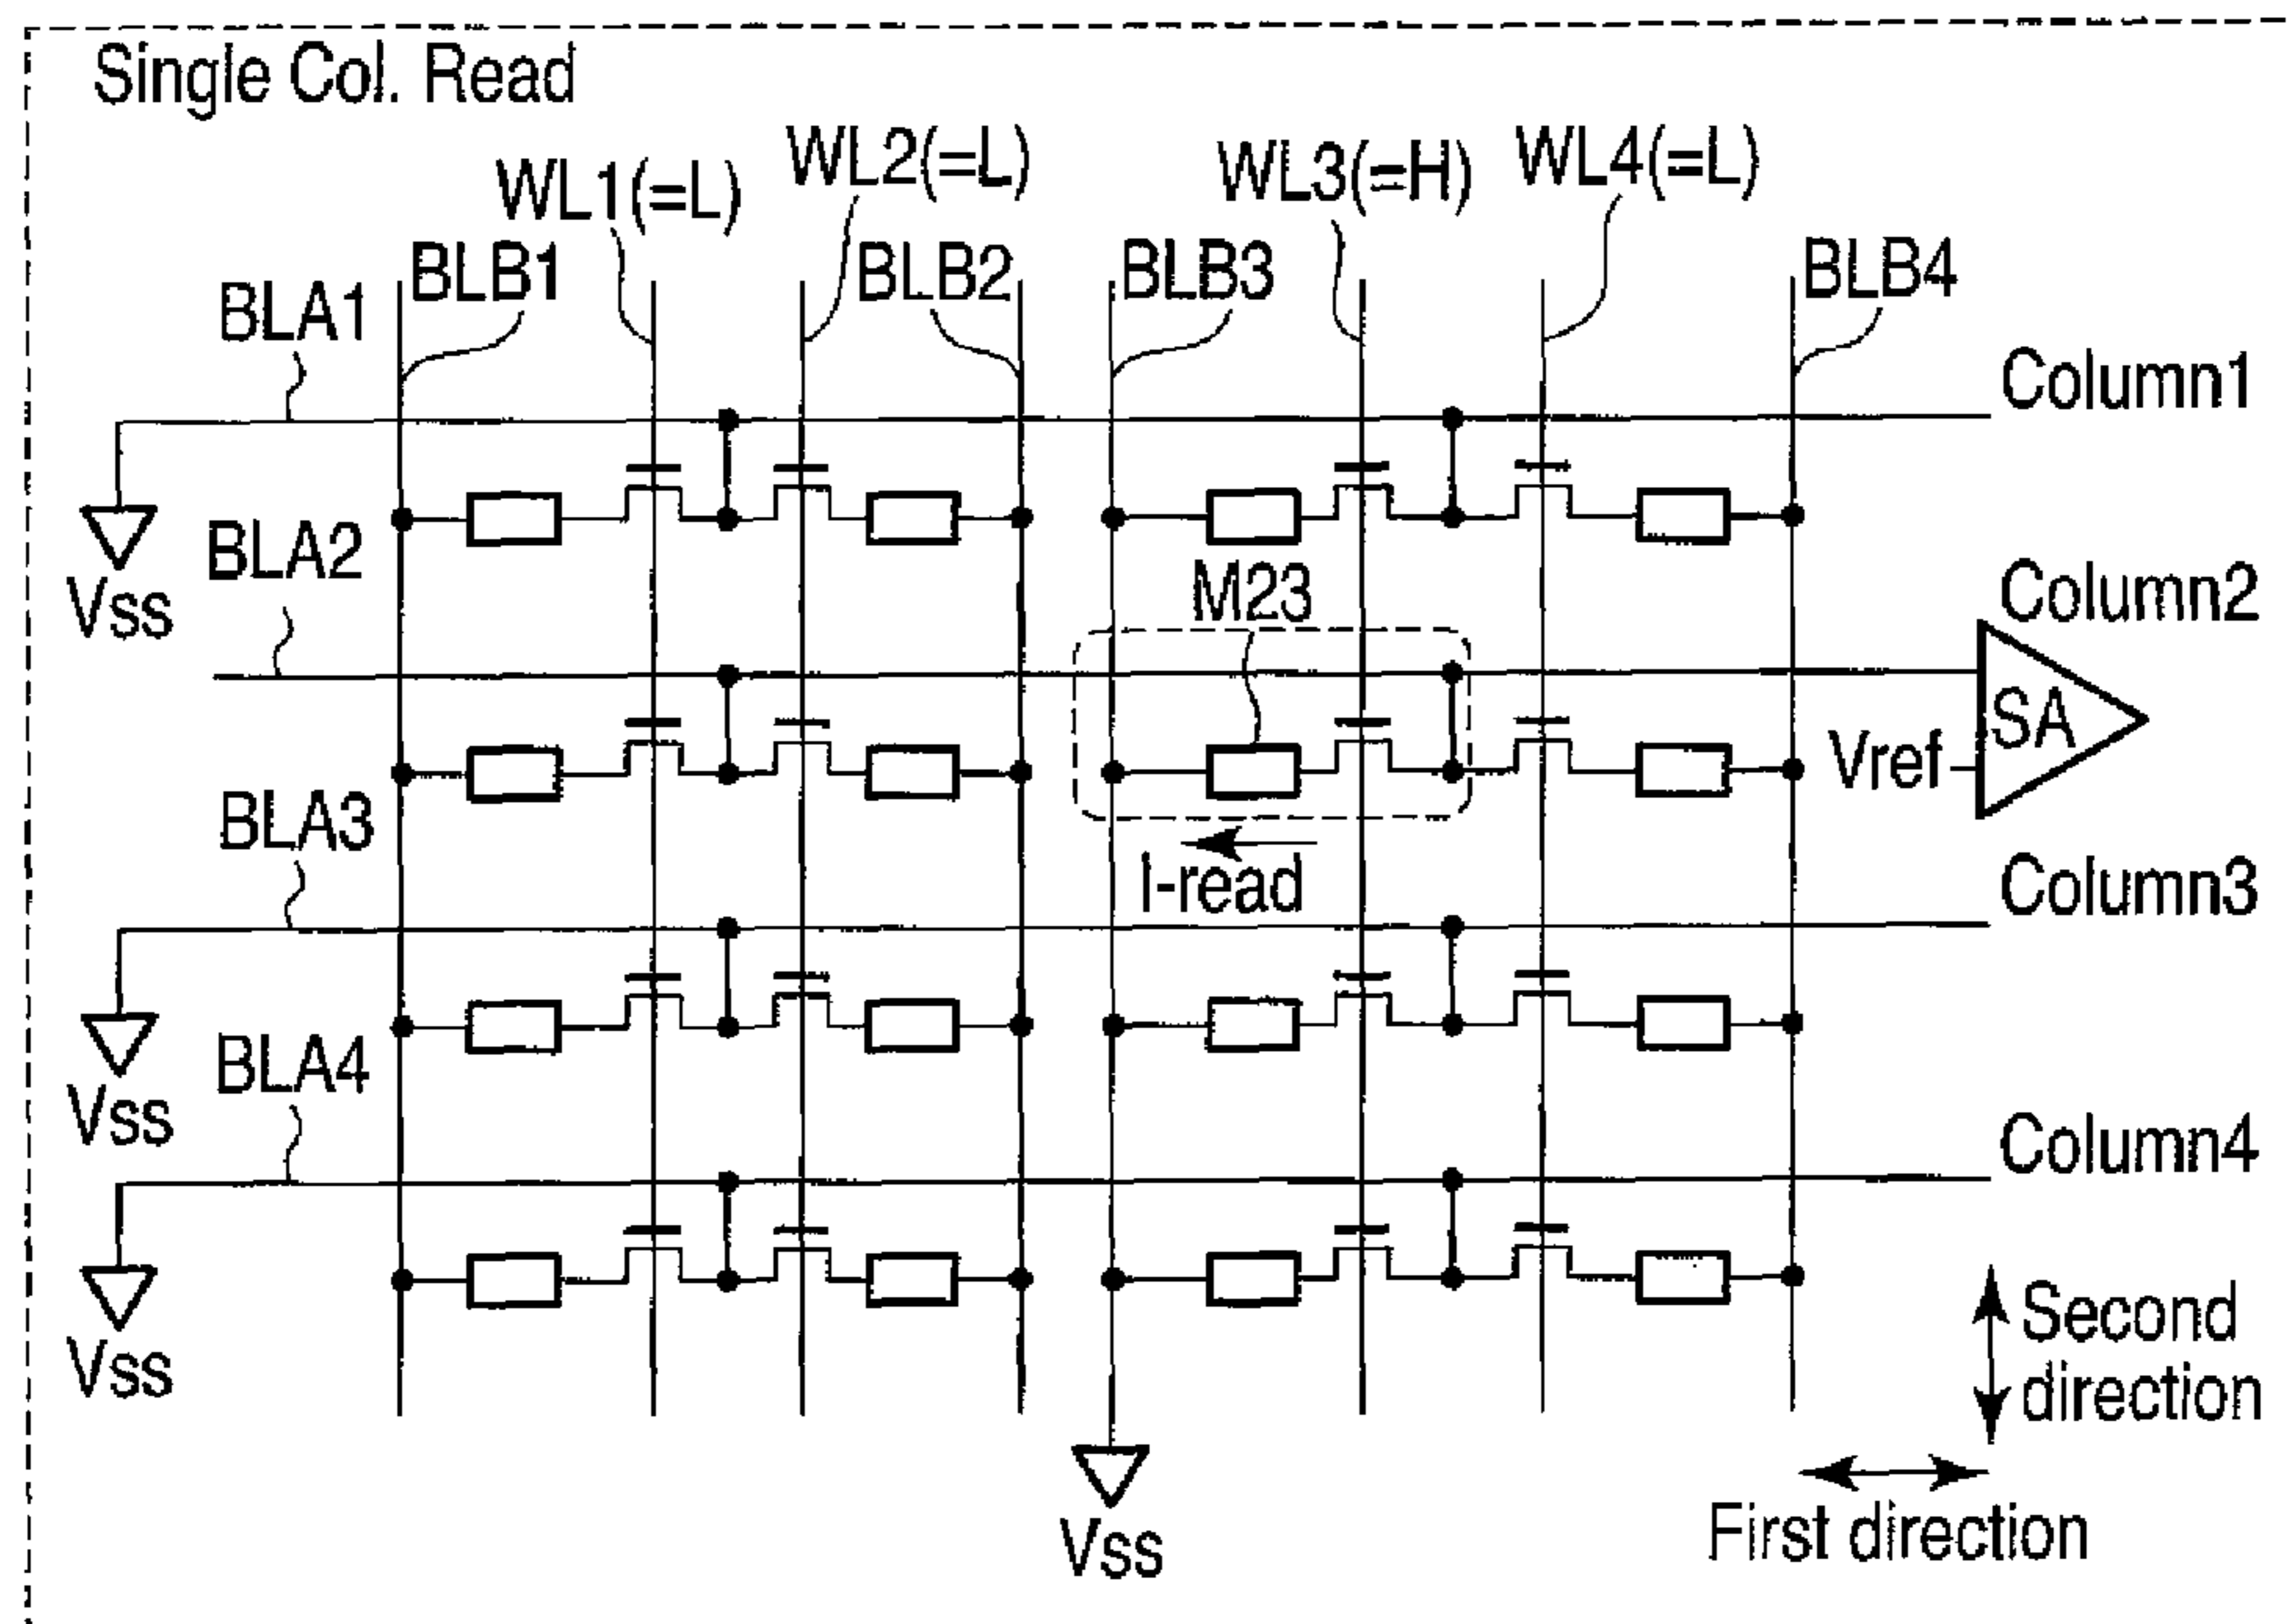 Single Col. Read
WL1(=L)
WL2(=L)
WL3(=H)
WL4(=L)
BLB1
BLB2
BLB3
BLB4
BLA1
Column1
Vss
BLA2
M23
Column2
SA
Vref
BLA3
I-read
Column3
Vss
BLA4
Column4
Vss
Second
direction
First direction
Vss